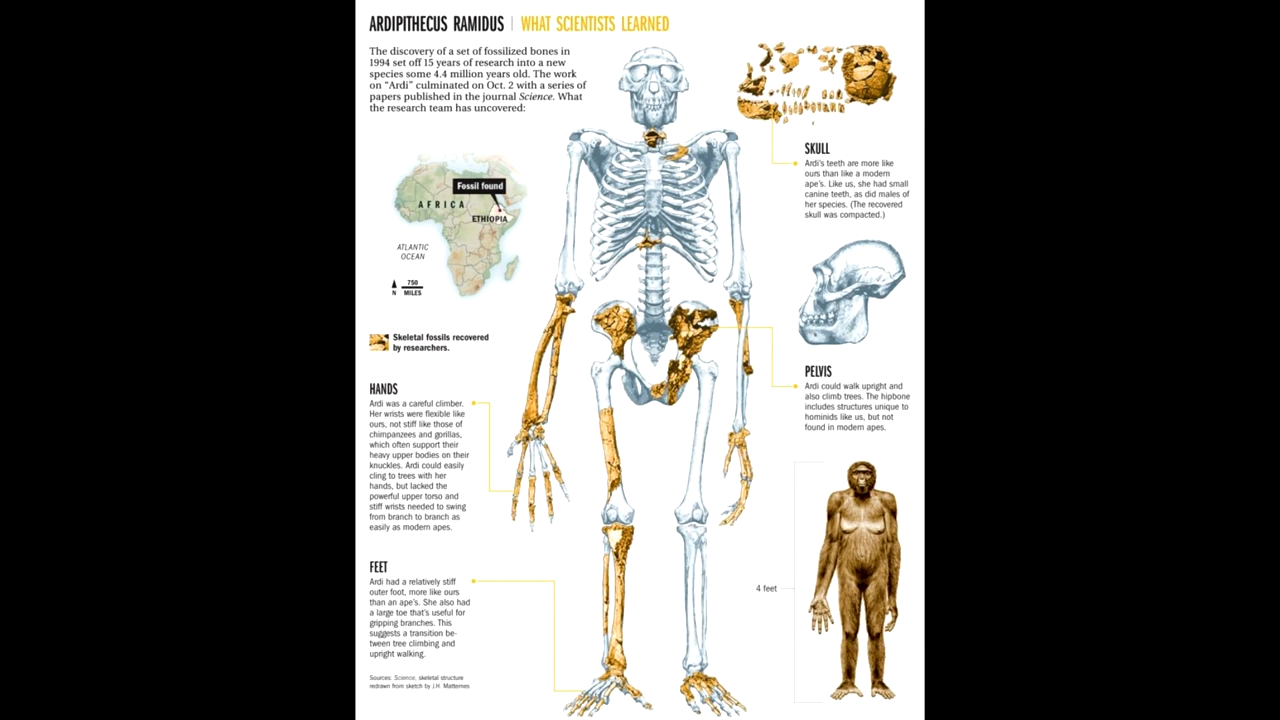 ARDIPITHECUS RAMIDUS | WHAT SCIENTISTS LEARNED
The discovery of a set of fossilized bones in
1994 set off 15 years of research into a new
species some 4.4 million years old. The work
on “Ardi” culminated on Oct. 2 with a series of
papers published in the journal Science. What
the research team has uncovered:
Fossil found
AFRICA
ETHIOPIA
ATLANTIC
OCEAN
N
750
MILES
Skeletal fossils recovered
by researchers.
HANDS
Ardi was a careful climber.
Her wrists were flexible like
ours, not stiff like those of
chimpanzees and gorillas,
which often support their
heavy upper bodies on their
knuckles. Ardi could easily
cling to trees with her
hands, but lacked the
powerful upper torso and
stiff wrists needed to swing
from branch to branch as
easily as modern apes.
FEET
Ardi had a relatively stiff
outer foot, more like ours
than an ape's. She also had
a large toe that's useful for
gripping branches. This
suggests a transition be-
tween tree climbing and
upright walking.
Sources: Science, skeletal structure
redrawn from sketch by J.H. Matternes
SKULL
Ardi's teeth are more like
ours than like a modern
ape's. Like us, she had small
canine teeth, as did males of
her species. (The recovered
skull was compacted.)
PELVIS
Ardi could walk upright and
also climb trees. The hipbone
includes structures unique to
hominids like us, but not
found in modern apes.
4 feet